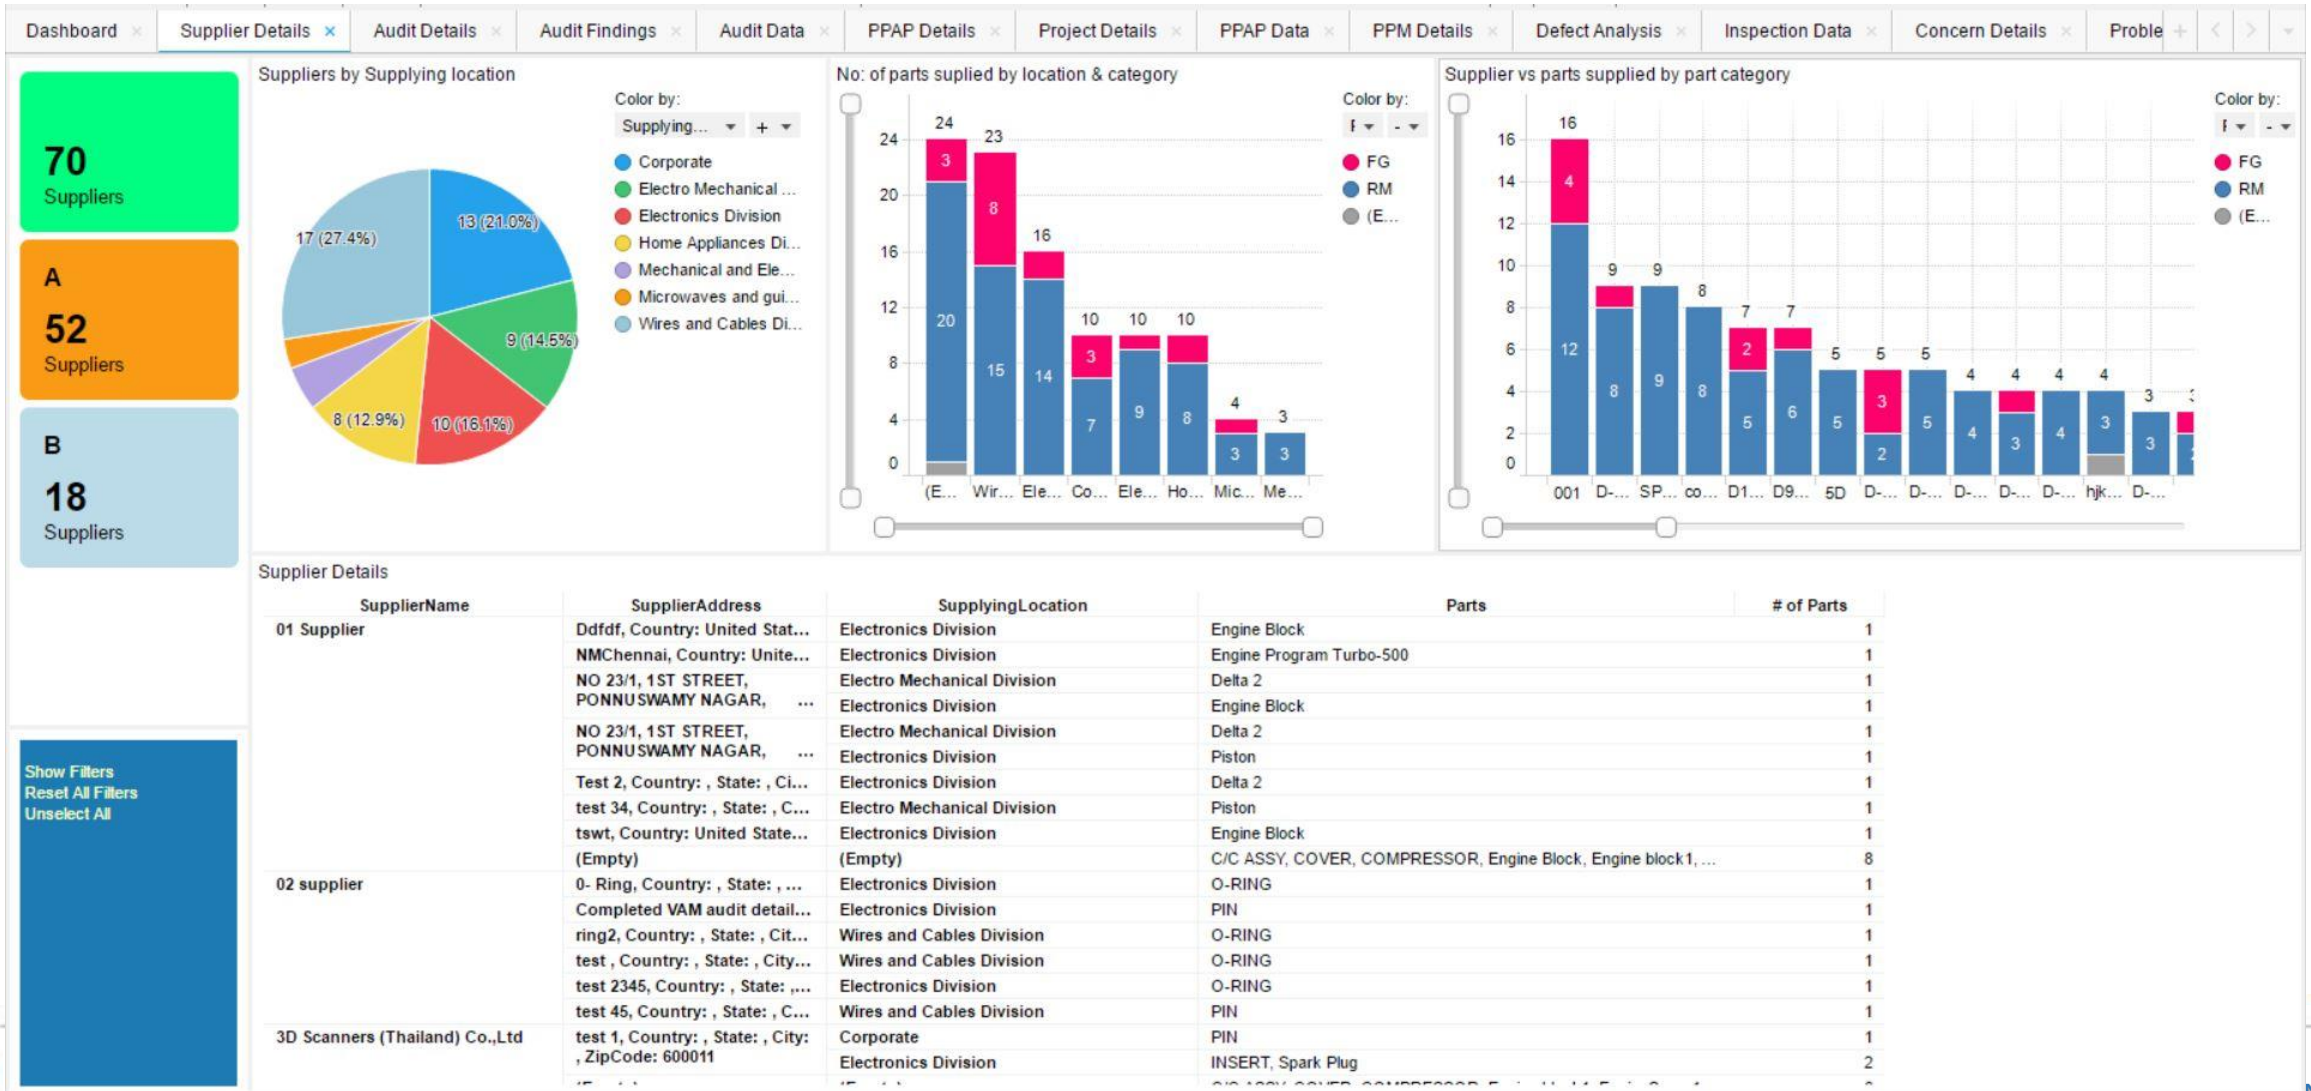 Dashboard × Supplier Details × Audit Details × Audit Findings × Audit Data × PPAP Details × Project Details × PPAP Data × PPM Details × Defect Analysis × Inspection Data × Concern Details × Proble
70
Suppliers
A
52
Suppliers
B
18
Suppliers
Show Filters
Reset All Filters
Unselect All
Suppliers by Supplying location
Color by:
Supplying... +
Corporate
Electro Mechanical ...
Electronics Division
Home Appliances Di...
Mechanical and Ele...
Microwaves and gui...
Wires and Cables Di...
17 (27.4%)
13 (21.0%)
9 (14.5%)
8 (12.9%)
10 (16.1%)
No: of parts suplied by location & category
Color by:
F -
FG
RM
(E...
24
20
16
12
8
4
0
24 23 16 10 10 10 4 3
3 8 3
20 15 14 7 9 8 3 3
(E... Wir... Ele... Co... Ele... Ho... Mic... Me...
Supplier vs parts supplied by part category
Color by:
F -
FG
RM
(E...
16
14
12
10
8
6
4
2
0
16 9 9 8 7 7 5 5 5 4 4 4 4 3
4 2 3
12 8 9 8 5 6 5 2 5 4 3 4 3 3
001 D-... SP... co... D1... D9... 5D D-... D-... D-... D-... D-... hjk... D-...
Supplier Details
SupplierName SupplierAddress SupplyingLocation Parts # of Parts
01 Supplier Ddfdf, Country: United Stat... Electronics Division Engine Block 1
NMChennai, Country: Unite... Electronics Division Engine Program Turbo-500 1
NO 23/1, 1ST STREET, Electro Mechanical Division Delta 2 1
PONNUSWAMY NAGAR, ... Electronics Division Engine Block 1
NO 23/1, 1ST STREET, Electro Mechanical Division Delta 2 1
PONNUSWAMY NAGAR, ... Electronics Division Piston 1
Test 2, Country: , State: , Ci... Electronics Division Delta 2 1
test 34, Country: , State: , C... Electro Mechanical Division Piston 1
tswt, Country: United State... Electronics Division Engine Block 1
(Empty) (Empty) C/C ASSY, COVER, COMPRESSOR, Engine Block, Engine block1, ... 8
02 supplier 0- Ring, Country: , State: , ... Electronics Division O-RING 1
Completed VAM audit detail... Electronics Division PIN 1
ring2, Country: , State: , Cit... Wires and Cables Division O-RING 1
test , Country: , State: , City... Wires and Cables Division O-RING 1
test 2345, Country: , State: ,... Electronics Division O-RING 1
test 45, Country: , State: , C... Wires and Cables Division PIN 1
3D Scanners (Thailand) Co.,Ltd test 1, Country: , State: , City: Corporate PIN 1
, ZipCode: 600011 Electronics Division INSERT, Spark Plug 2